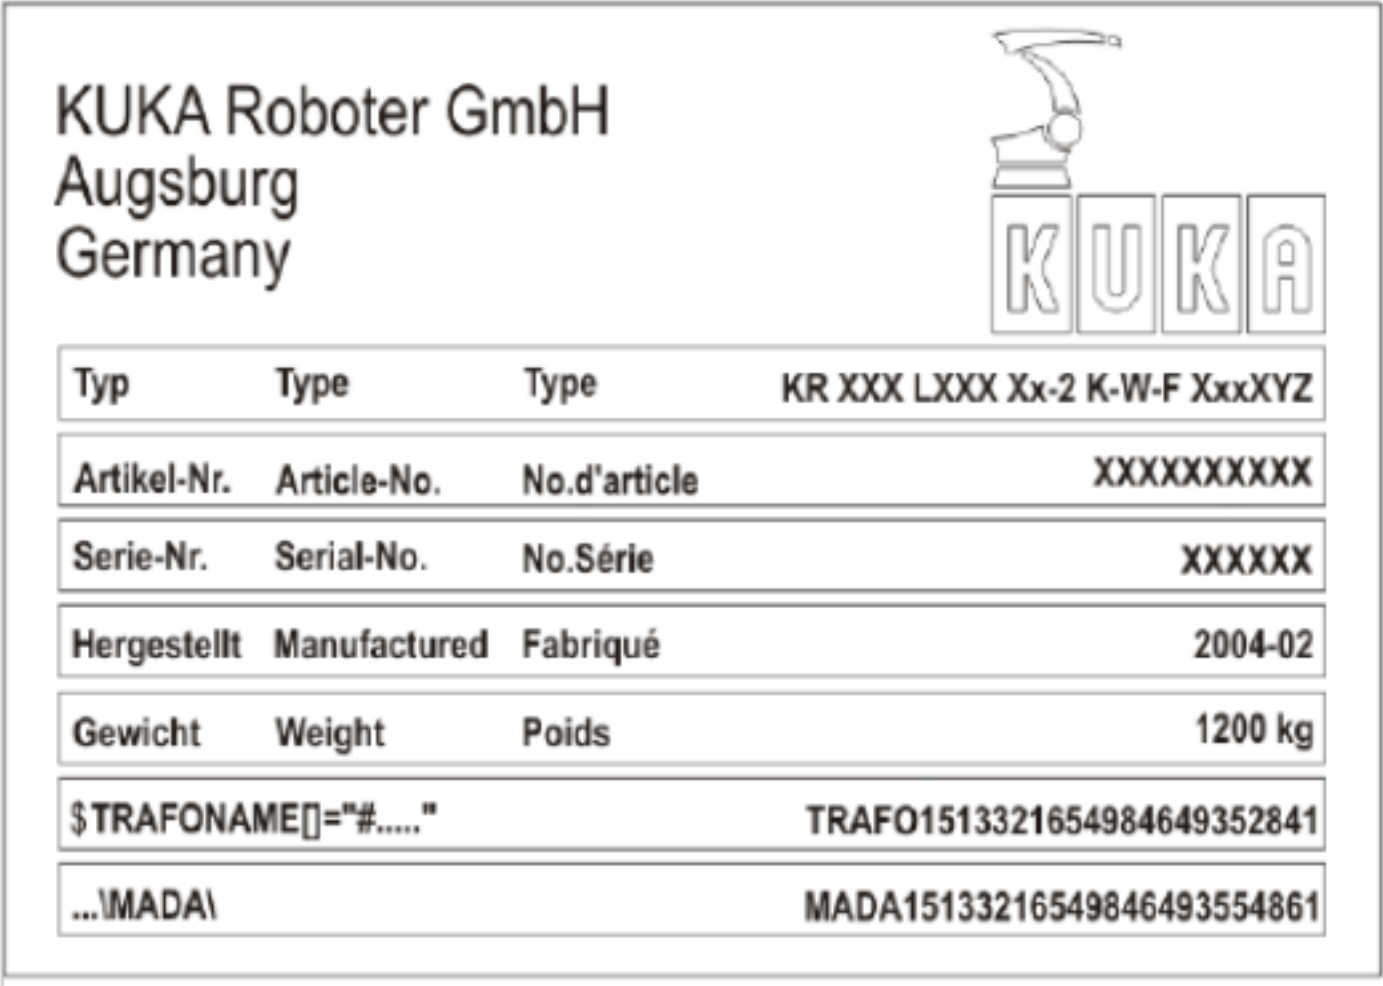 KUKA Roboter GmbH
Augsburg
Germany
KUKA
Typ Type Type KR XXX LXXX Xx-2 K-W-F XxxXYZ
Artikel-Nr. Article-No. No.d'article XXXXXXXXXX
Serie-Nr. Serial-No. No.Série XXXXXX
Hergestellt Manufactured Fabriqué 2004-02
Gewicht Weight Poids 1200 kg
$TRAFONAME[]="#....." TRAFO1513321654984649352841
...\MADA\ MADA15133216549846493554861